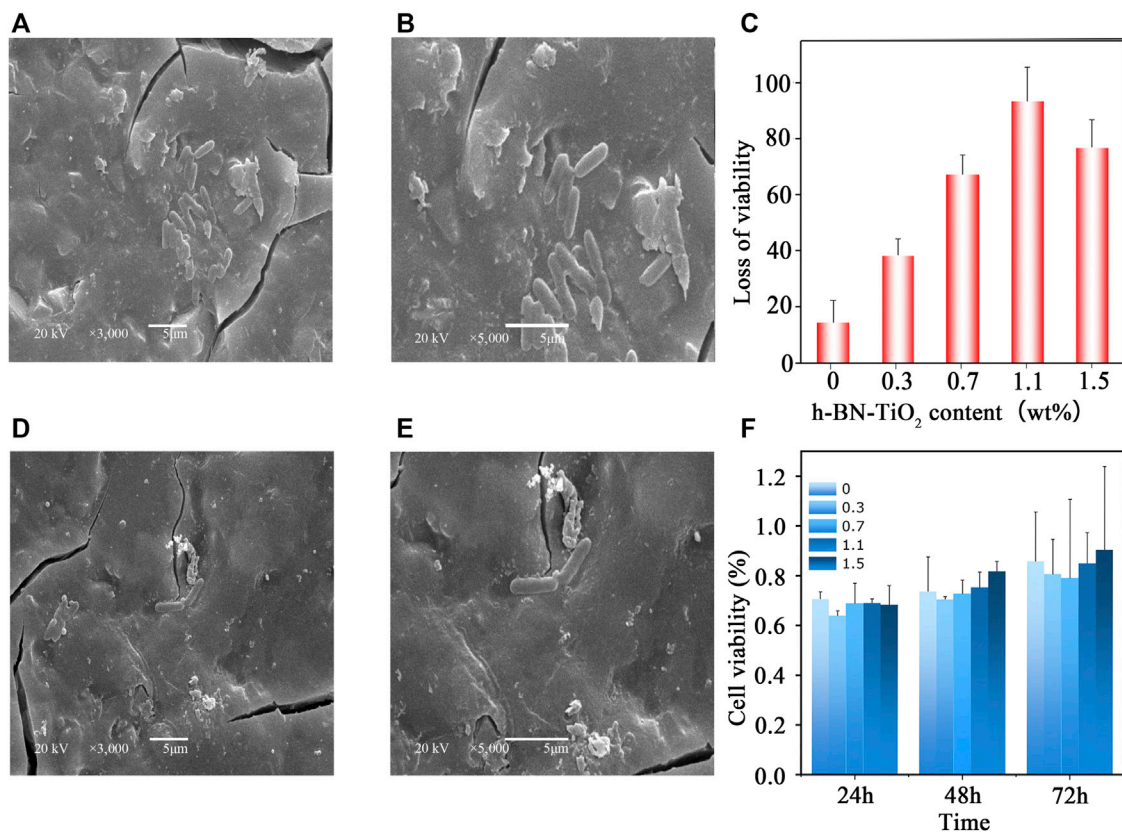 A
B
C
20 kV ×3,000 5μm
20 kV ×5,000 5μm
Loss of viability
100
80
60
40
20
0
0 0.3 0.7 1.1 1.5
h-BN-TiO₂ content (wt%)
D
E
F
20 kV ×3,000 5μm
20 kV ×5,000 5μm
Cell viability (%)
1.2
1.0
0.8
0.6
0.4
0.2
0.0
0
0.3
0.7
1.1
1.5
24h 48h 72h
Time